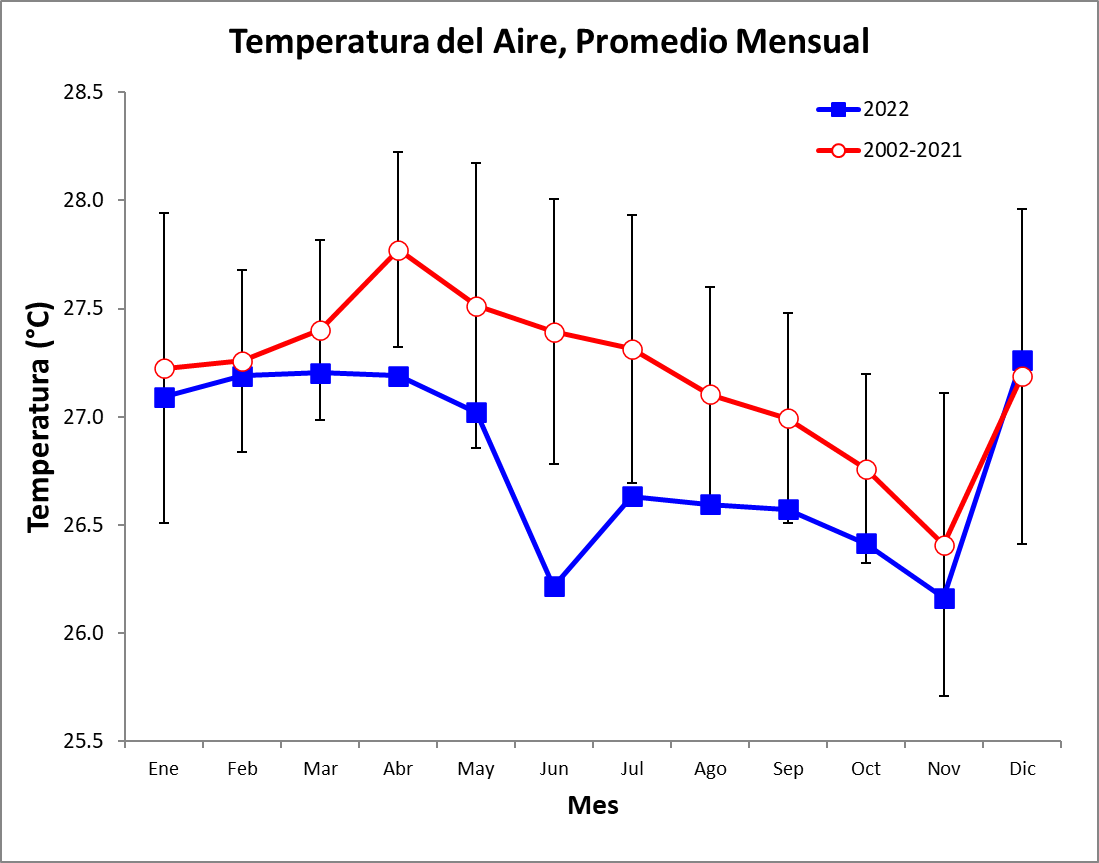 Temperatura del Aire, Promedio Mensual
2022
2002-2021
28.5
28.0
27.5
27.0
26.5
26.0
25.5
Temperatura (°C)
Ene Feb Mar Abr May Jun Jul Ago Sep Oct Nov Dic
Mes